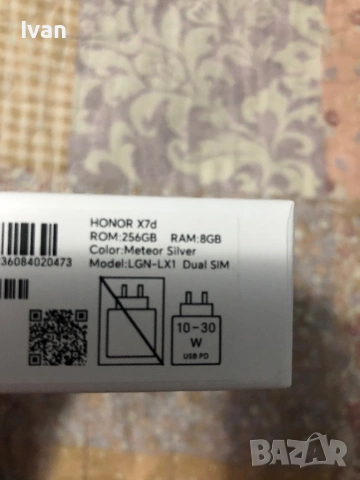 Ivan
HONOR X7d
ROM:256GB RAM:8GB
Color:Meteor Silver
36084020473
Model:LGN-LX1 Dual SIM
10-30
W
USB PD
BAZAR